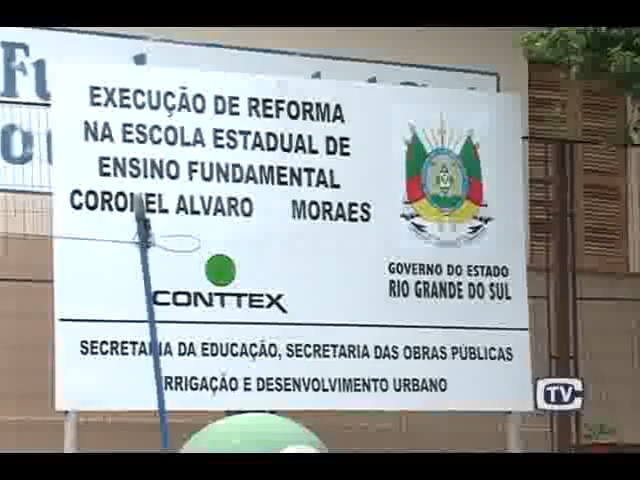 EXECUÇÃO DE REFORMA
NA ESCOLA ESTADUAL DE
ENSINO FUNDAMENTAL
CORONEL ALVARO MORAES
CONTTEX
GOVERNO DO ESTADO
RIO GRANDE DO SUL
SECRETARIA DA EDUCAÇÃO, SECRETARIA DAS OBRAS PÚBLICAS
IRRIGAÇÃO E DESENVOLVIMENTO URBANO
TV